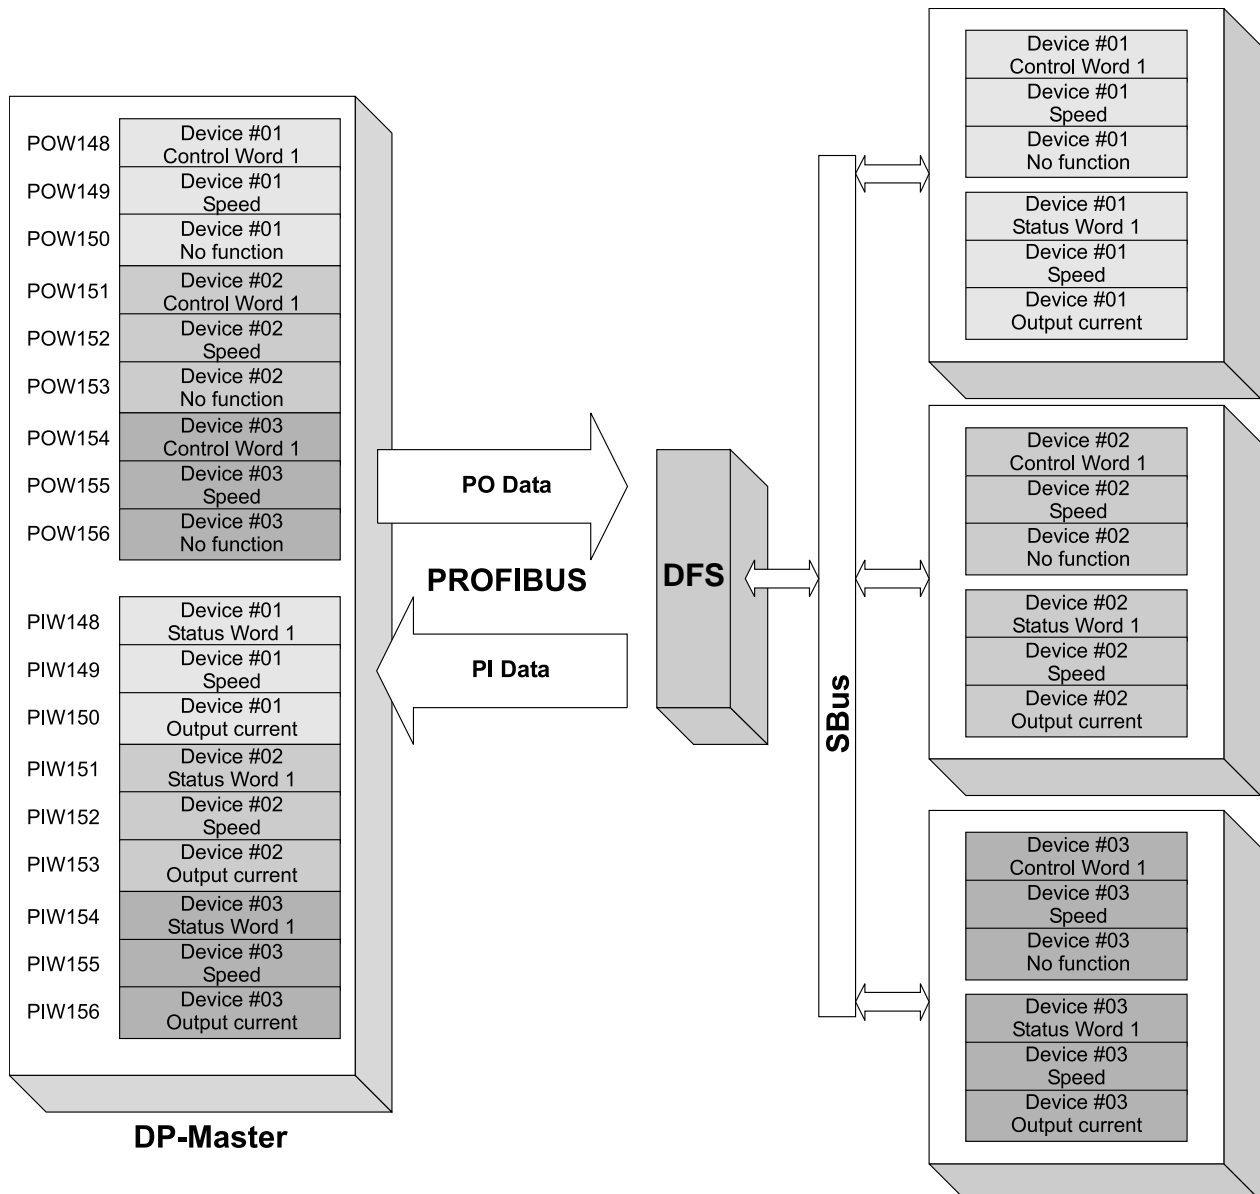 POW148
Device #01
Control Word 1
POW149
Device #01
Speed
POW150
Device #01
No function
POW151
Device #02
Control Word 1
POW152
Device #02
Speed
POW153
Device #02
No function
POW154
Device #03
Control Word 1
POW155
Device #03
Speed
POW156
Device #03
No function
PIW148
Device #01
Status Word 1
PIW149
Device #01
Speed
PIW150
Device #01
Output current
PIW151
Device #02
Status Word 1
PIW152
Device #02
Speed
PIW153
Device #02
Output current
PIW154
Device #03
Status Word 1
PIW155
Device #03
Speed
PIW156
Device #03
Output current
DP-Master
PO Data
PROFIBUS
PI Data
DFS
SBus
Device #01
Control Word 1
Device #01
Speed
Device #01
No function
Device #01
Status Word 1
Device #01
Speed
Device #01
Output current
Device #02
Control Word 1
Device #02
Speed
Device #02
No function
Device #02
Status Word 1
Device #02
Speed
Device #02
Output current
Device #03
Control Word 1
Device #03
Speed
Device #03
No function
Device #03
Status Word 1
Device #03
Speed
Device #03
Output current